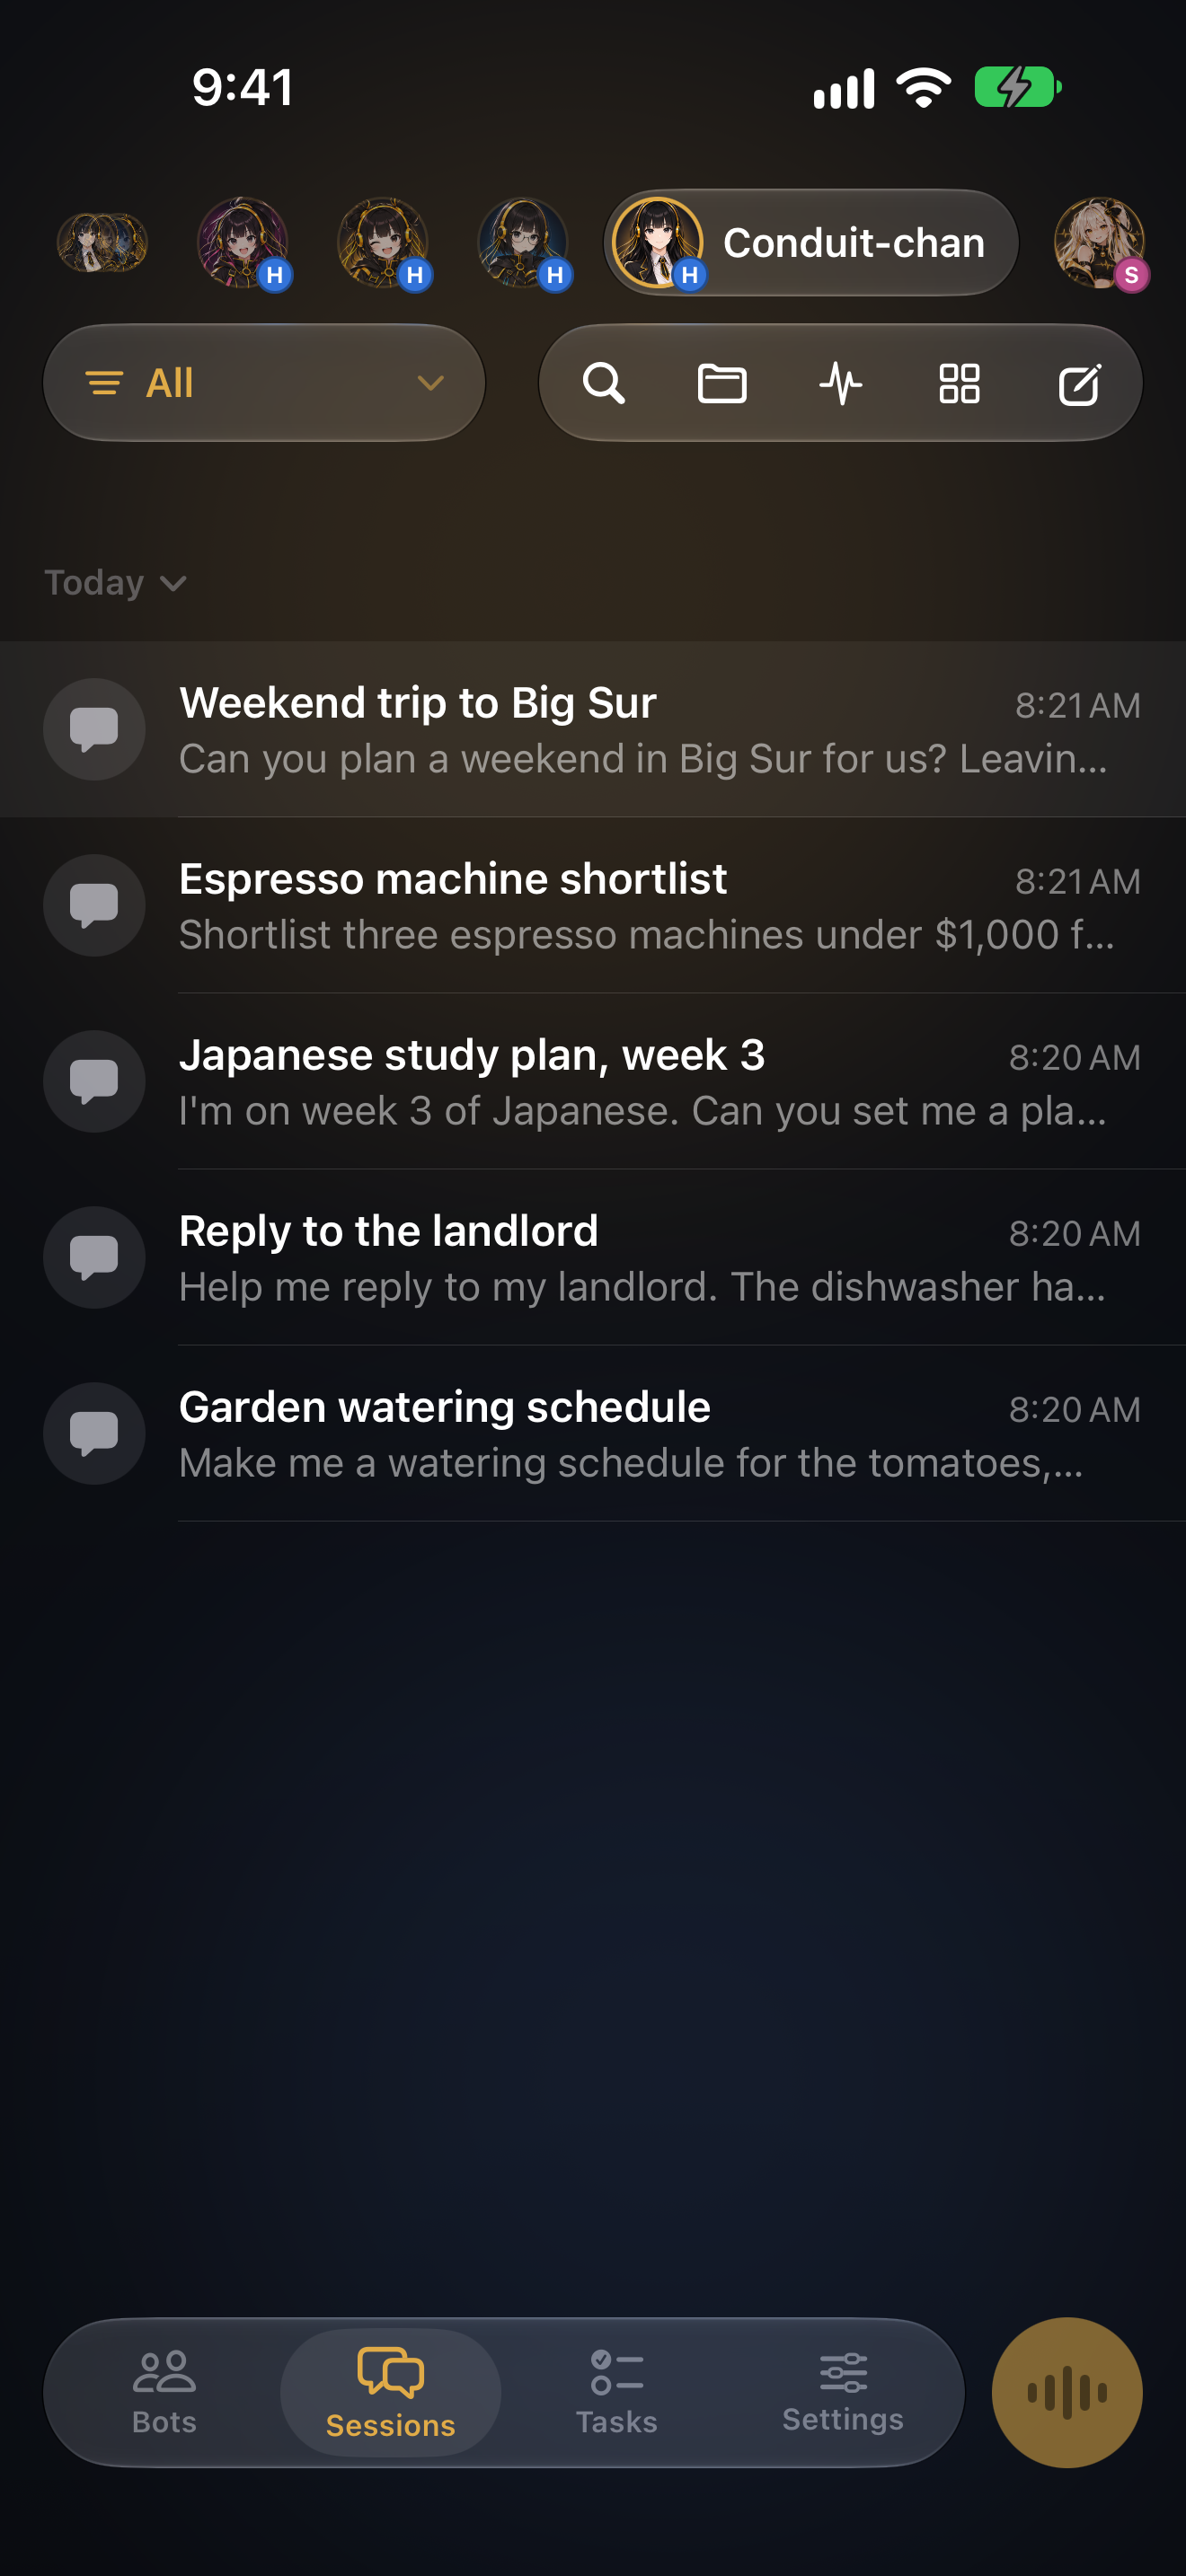 9:41
H
H
H
H
Conduit-chan
S
All
Today
Weekend trip to Big Sur
8:21 AM
Can you plan a weekend in Big Sur for us? Leavin...
Espresso machine shortlist
8:21 AM
Shortlist three espresso machines under $1,000 f...
Japanese study plan, week 3
8:20 AM
I'm on week 3 of Japanese. Can you set me a pla...
Reply to the landlord
8:20 AM
Help me reply to my landlord. The dishwasher ha...
Garden watering schedule
8:20 AM
Make me a watering schedule for the tomatoes,...
Bots
Sessions
Tasks
Settings